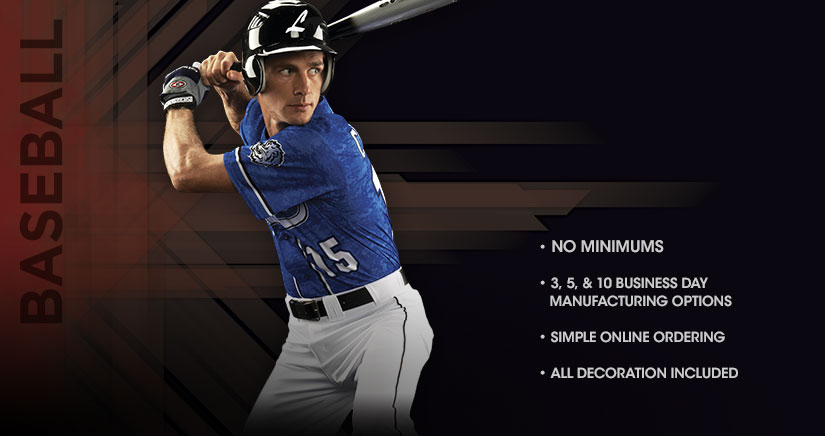 BASEBALL
15
• NO MINIMUMS
• 3, 5, & 10 BUSINESS DAY
MANUFACTURING OPTIONS
• SIMPLE ONLINE ORDERING
• ALL DECORATION INCLUDED